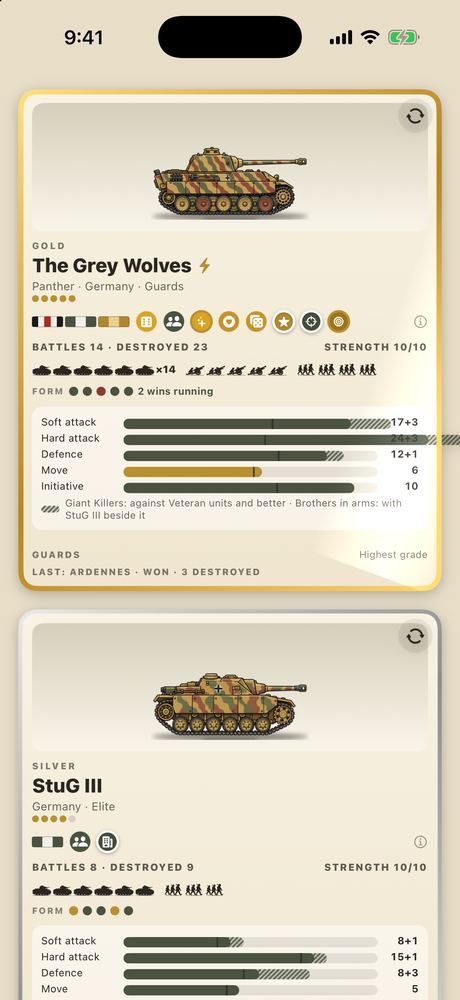 9:41
GOLD
The Grey Wolves
Panther · Germany · Guards
BATTLES 14 · DESTROYED 23 STRENGTH 10/10
×14
FORM 2 wins running
Soft attack 17+3
Hard attack 24+3
Defence 12+1
Move 6
Initiative 10
Giant Killers: against Veteran units and better · Brothers in arms: with
StuG III beside it
GUARDS Highest grade
LAST: ARDENNES · WON · 3 DESTROYED
SILVER
StuG III
Germany · Elite
BATTLES 8 · DESTROYED 9 STRENGTH 10/10
FORM
Soft attack 8+1
Hard attack 15+1
Defence 8+3
Move 5